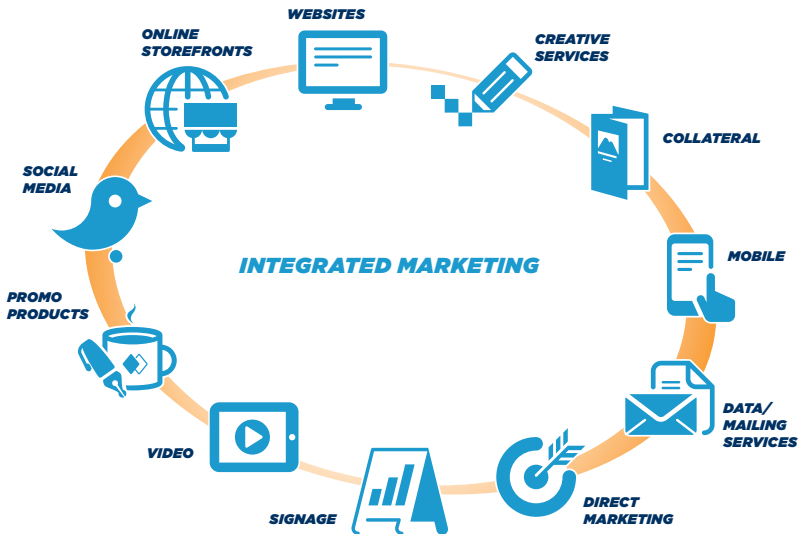 WEBSITES
ONLINE
STOREFRONTS
CREATIVE
SERVICES
COLLATERAL
SOCIAL
MEDIA
MOBILE
INTEGRATED MARKETING
PROMO
PRODUCTS
DATA/
MAILING
SERVICES
VIDEO
DIRECT
MARKETING
SIGNAGE